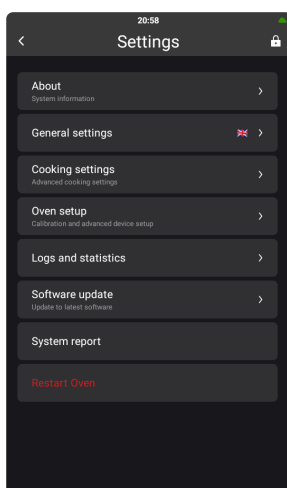 20:58
Settings
About
System information
General settings
Cooking settings
Advanced cooking settings
Oven setup
Calibration and advanced device setup
Logs and statistics
Software update
Update to latest software
System report
Restart Oven